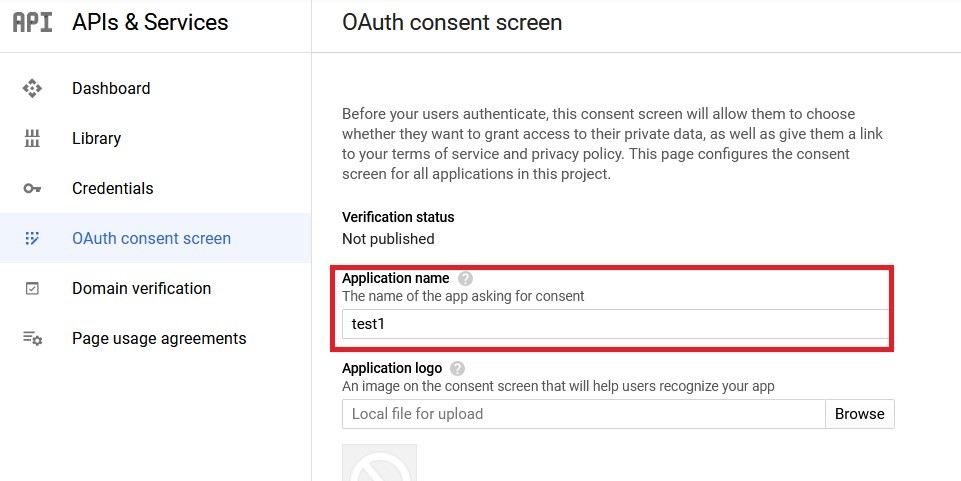 API APIs & Services
OAuth consent screen
Dashboard
Library
Credentials
OAuth consent screen
Domain verification
Page usage agreements
Before your users authenticate, this consent screen will allow them to choose
whether they want to grant access to their private data, as well as give them a link
to your terms of service and privacy policy. This page configures the consent
screen for all applications in this project.
Verification status
Not published
Application name ?
The name of the app asking for consent
test1
Application logo ?
An image on the consent screen that will help users recognize your app
Local file for upload Browse